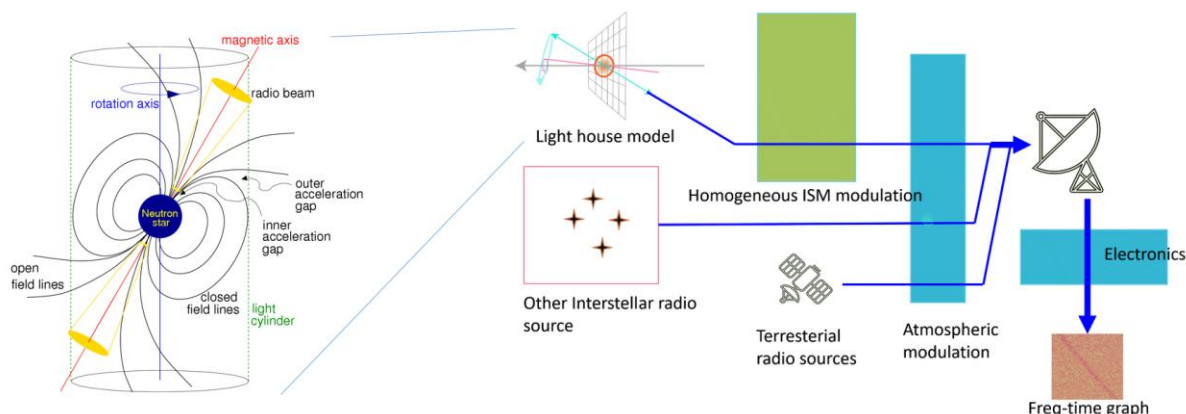 magnetic axis
radio beam
rotation axis
outer
acceleration
gap
inner
acceleration
gap
Neutron
star
open
field lines
closed
field lines
light
cylinder
Light house model
Homogeneous ISM modulation
Other Interstellar radio
source
Terresterial
radio sources
Atmospheric
modulation
Electronics
Freq-time graph